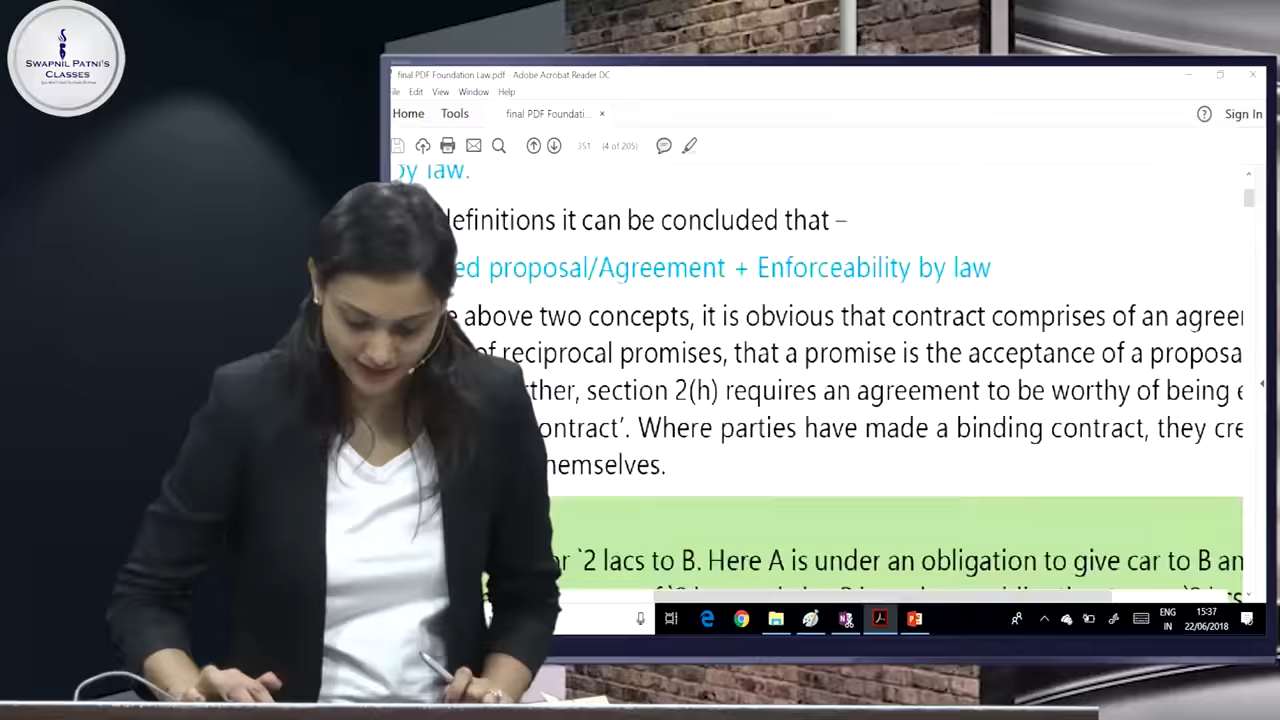 SWAPNIL PATNI'S
CLASSES
final PDF Foundation Law.pdf - Adobe Acrobat Reader DC
ile Edit View Window Help
Home Tools final PDF Foundati... × Sign In
351 (4 of 205)
by law.
efinitions it can be concluded that –
ed proposal/Agreement + Enforceability by law
e above two concepts, it is obvious that contract comprises of an agree
of reciprocal promises, that a promise is the acceptance of a proposa
ther, section 2(h) requires an agreement to be worthy of being e
ontract'. Where parties have made a binding contract, they cre
hemselves.
or `2 lacs to B. Here A is under an obligation to give car to B an
ENG 15:37
IN 22/06/2018